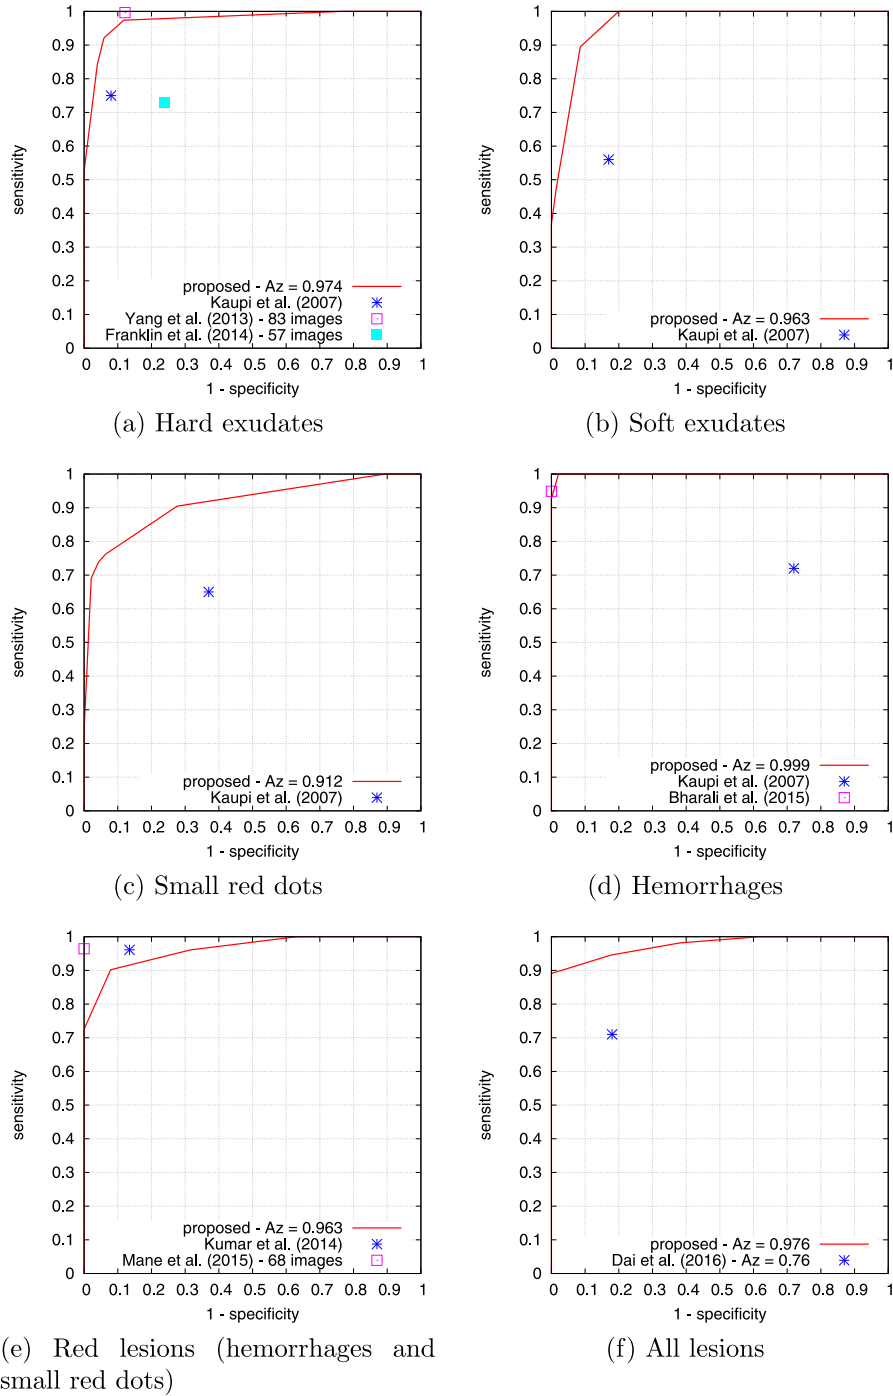 1
0.9
0.8
0.7
0.6
0.5
0.4
0.3
0.2
0.1
0
sensitivity
proposed - Az = 0.974
Kaupi et al. (2007)
Yang et al. (2013) - 83 images
Franklin et al. (2014) - 57 images
0 0.1 0.2 0.3 0.4 0.5 0.6 0.7 0.8 0.9 1
1 - specificity
(a) Hard exudates
1
0.9
0.8
0.7
0.6
0.5
0.4
0.3
0.2
0.1
0
sensitivity
proposed - Az = 0.963
Kaupi et al. (2007)
0 0.1 0.2 0.3 0.4 0.5 0.6 0.7 0.8 0.9 1
1 - specificity
(b) Soft exudates
1
0.9
0.8
0.7
0.6
0.5
0.4
0.3
0.2
0.1
0
sensitivity
proposed - Az = 0.912
Kaupi et al. (2007)
0 0.1 0.2 0.3 0.4 0.5 0.6 0.7 0.8 0.9 1
1 - specificity
(c) Small red dots
1
0.9
0.8
0.7
0.6
0.5
0.4
0.3
0.2
0.1
0
sensitivity
proposed - Az = 0.999
Kaupi et al. (2007)
Bharali et al. (2015)
0 0.1 0.2 0.3 0.4 0.5 0.6 0.7 0.8 0.9 1
1 - specificity
(d) Hemorrhages
1
0.9
0.8
0.7
0.6
0.5
0.4
0.3
0.2
0.1
0
sensitivity
proposed - Az = 0.963
Kumar et al. (2014)
Mane et al. (2015) - 68 images
0 0.1 0.2 0.3 0.4 0.5 0.6 0.7 0.8 0.9 1
1 - specificity
(e) Red lesions (hemorrhages and
small red dots)
1
0.9
0.8
0.7
0.6
0.5
0.4
0.3
0.2
0.1
0
sensitivity
proposed - Az = 0.976
Dai et al. (2016) - Az = 0.76
0 0.1 0.2 0.3 0.4 0.5 0.6 0.7 0.8 0.9 1
1 - specificity
(f) All lesions